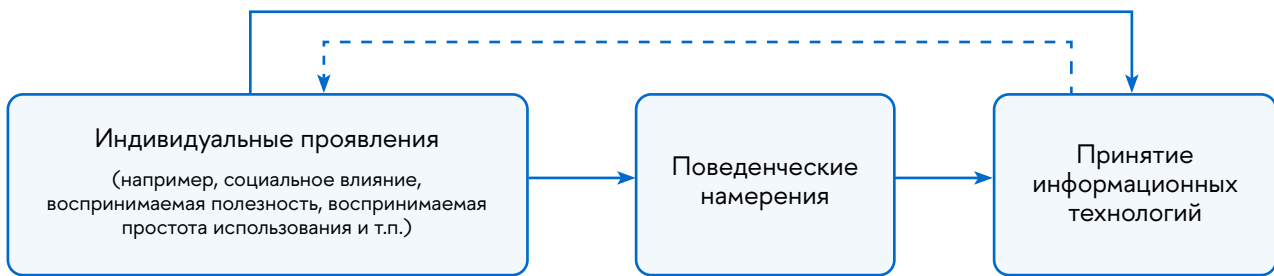 Индивидуальные проявления
(например, социальное влияние,
воспринимаемая полезность, воспринимаемая
простота использования и т.п.)
Поведенческие
намерения
Принятие
информационных
технологий